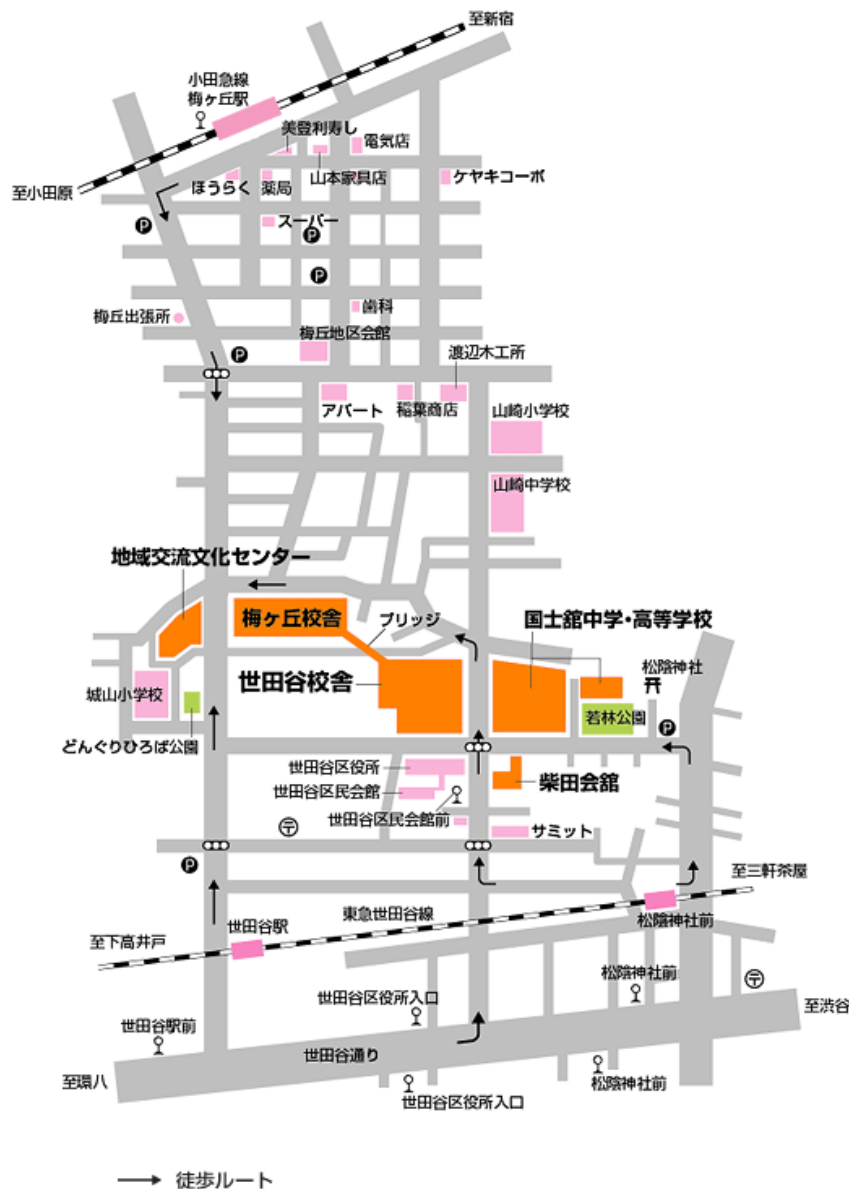 至新宿
小田急線
梅ヶ丘駅
美登利寿し
電気店
至小田原
ほうらく
薬局
山本家具店
ケヤキコーポ
P
スーパー
P
P
梅丘出張所
歯科
梅丘地区会館
P
渡辺木工所
アパート
稲葉商店
山崎小学校
山崎中学校
地域交流文化センター
梅ヶ丘校舎
ブリッジ
国士舘中学・高等学校
松陰神社
世田谷校舎
城山小学校
若林公園
P
どんぐりひろば公園
世田谷区役所
世田谷区民会館
柴田会舘
世田谷区民会館前
〒
サミット
P
至三軒茶屋
東急世田谷線
世田谷駅
松陰神社前
至下高井戸
松陰神社前
〒
世田谷区役所入口
至渋谷
世田谷駅前
世田谷通り
至環八
松陰神社前
世田谷区役所入口
徒歩ルート